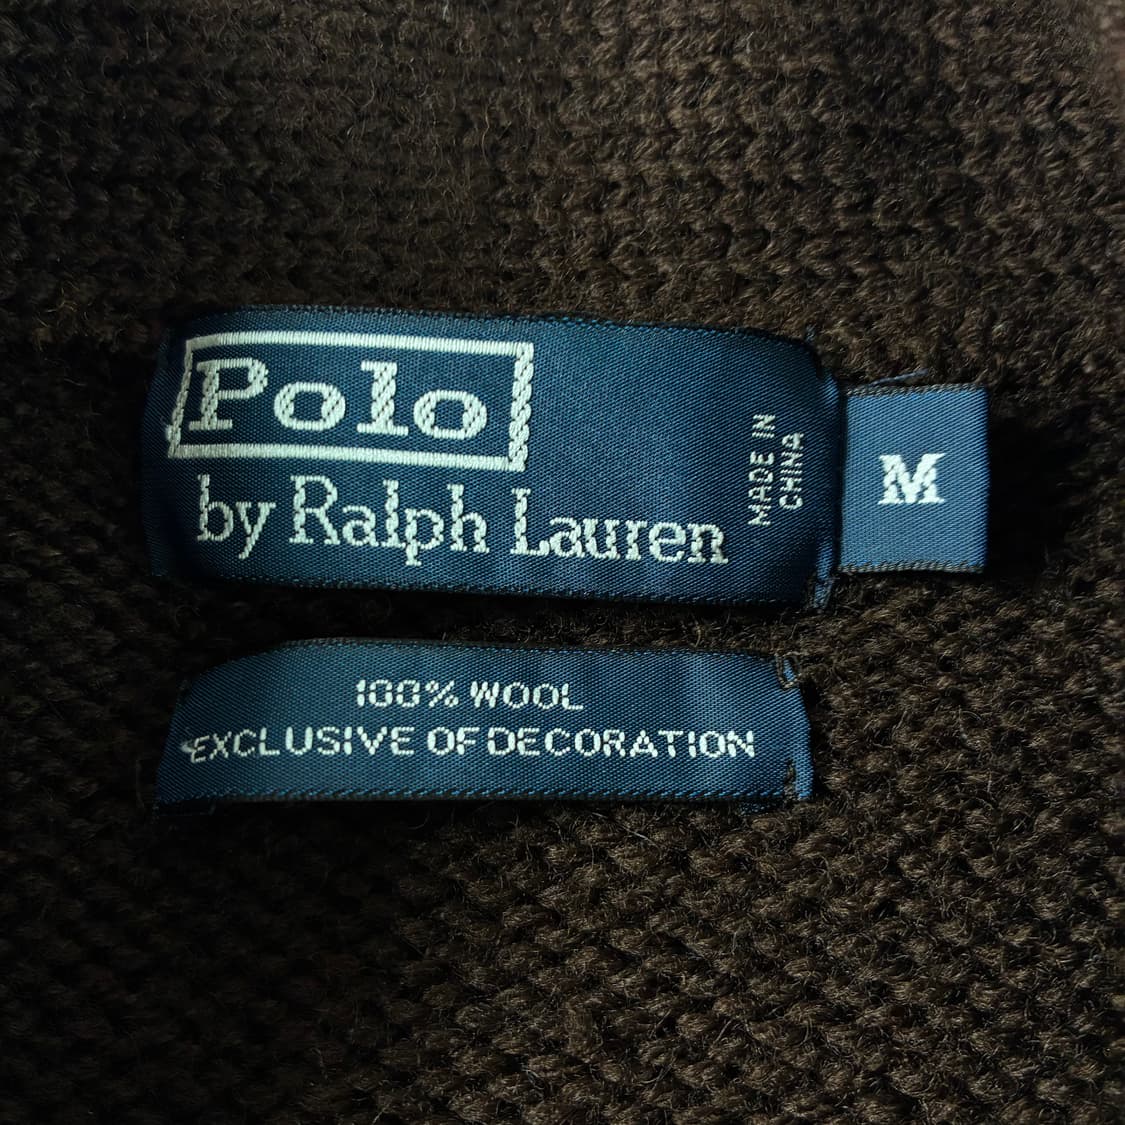 Polo
by Ralph Lauren
MADE IN
CHINA
M
100% WOOL
EXCLUSIVE OF DECORATION